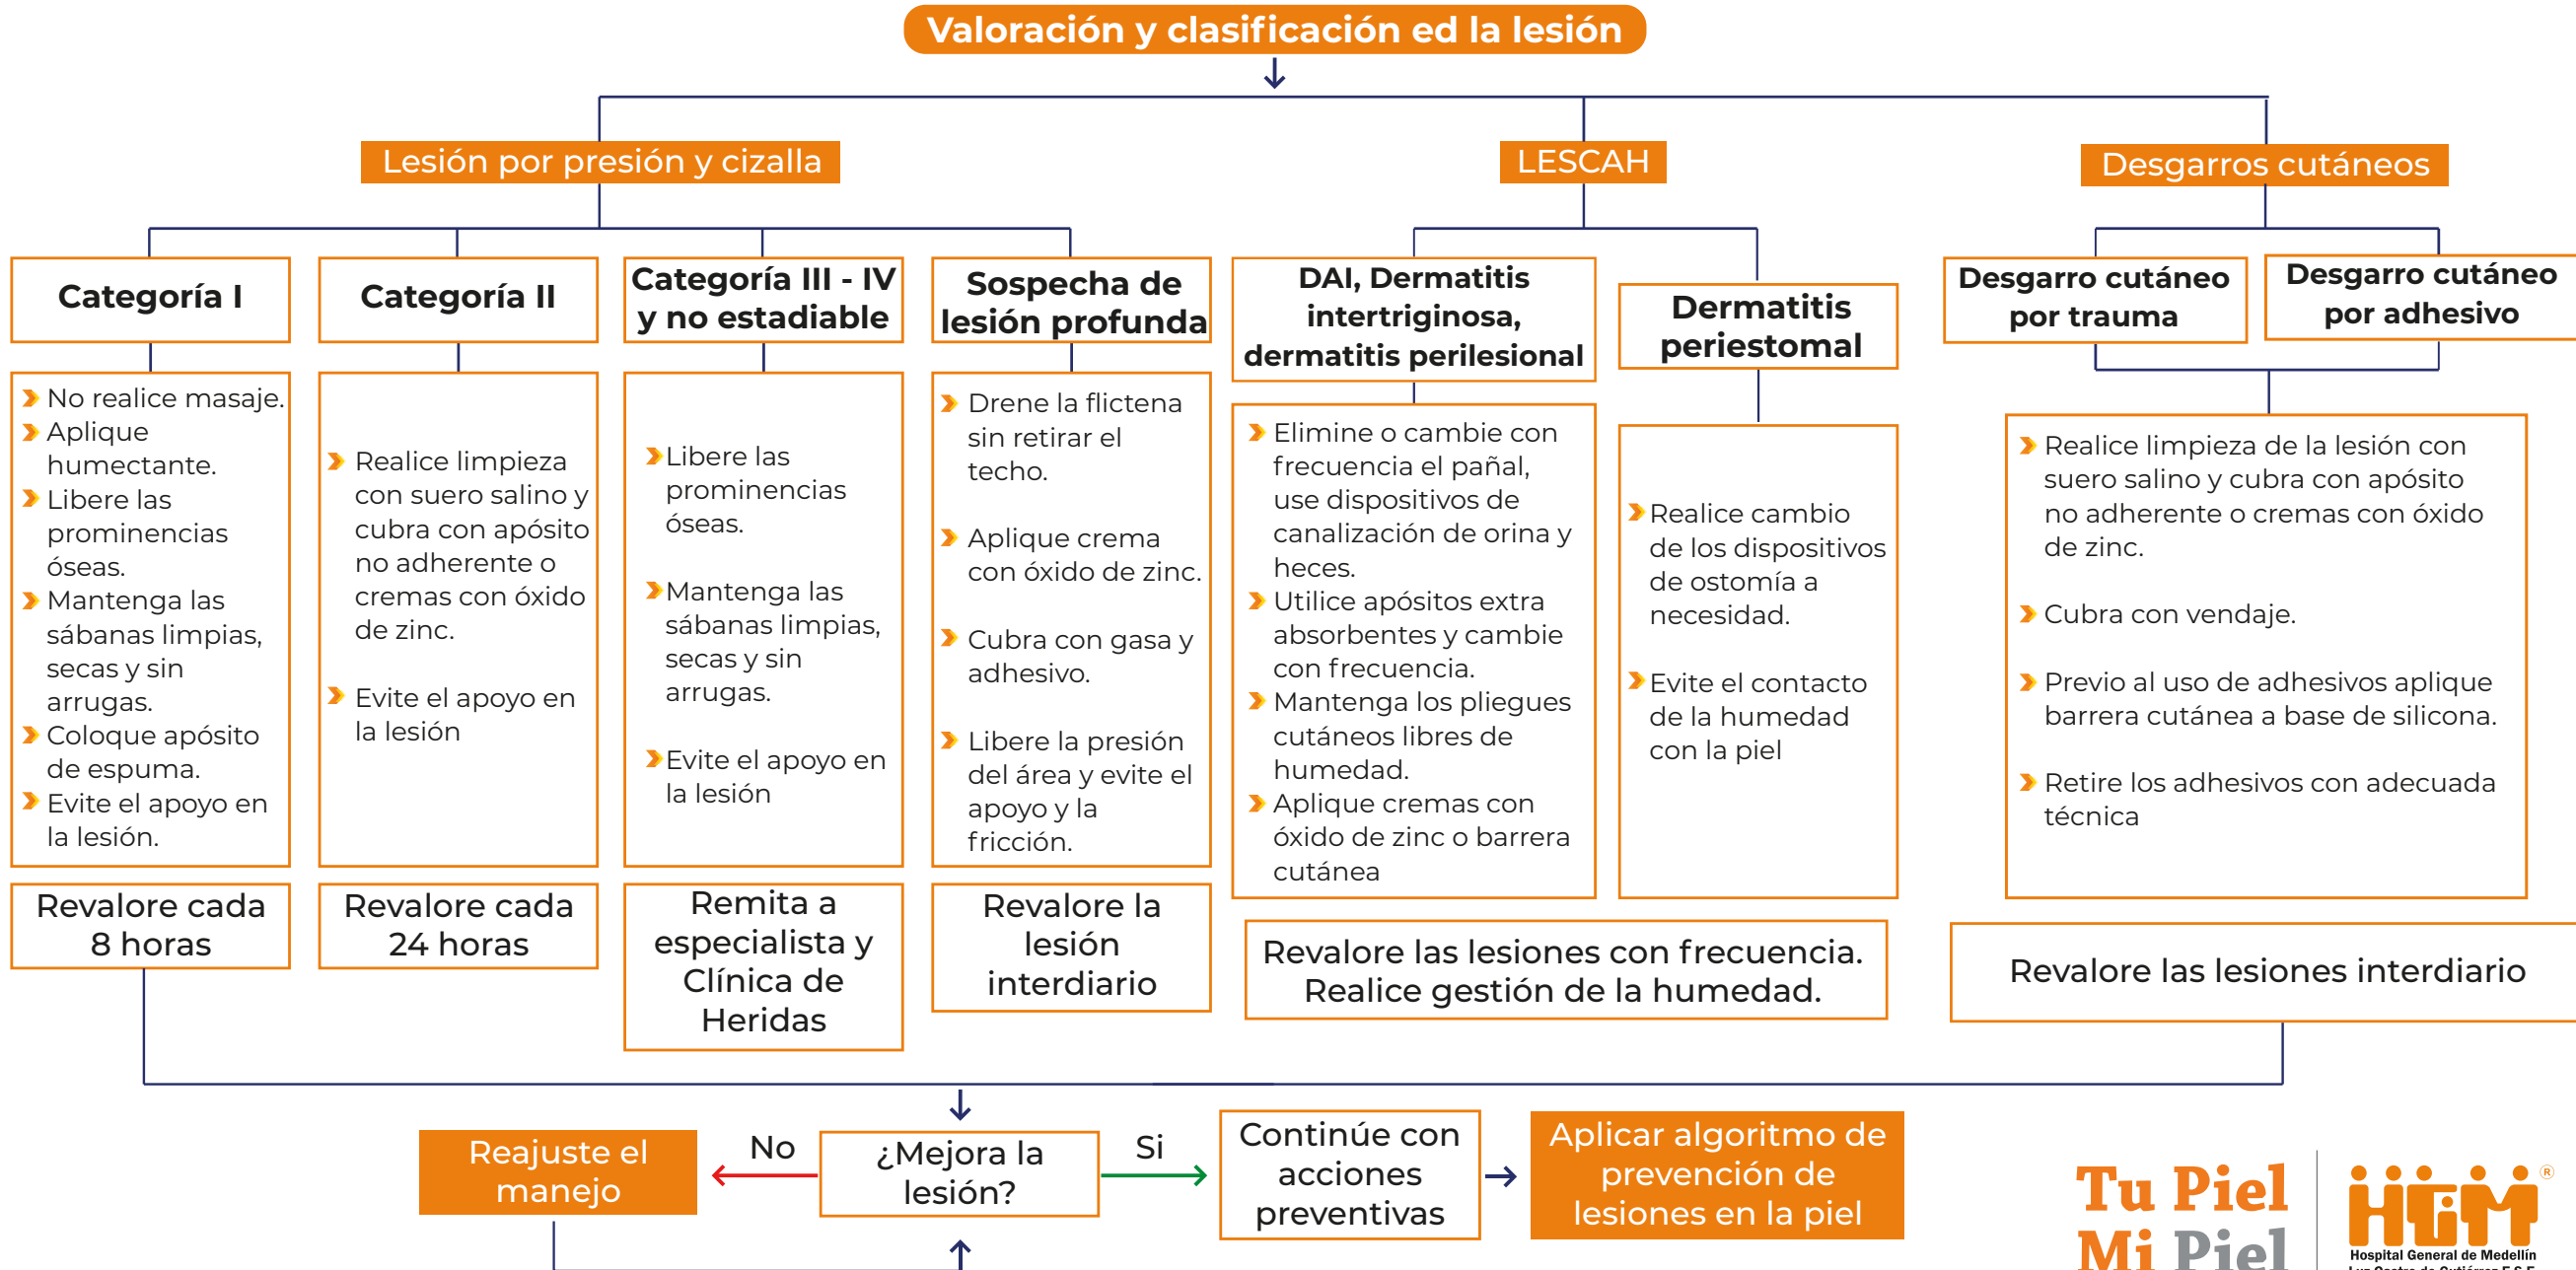 Valoración y clasificación ed la lesión
Lesión por presión y cizalla
LESCAH
Desgarros cutáneos
Categoría I
Categoría II
Categoría III - IV
y no estadiable
Sospecha de
lesión profunda
DAI, Dermatitis
intertriginosa,
dermatitis perilesional
Dermatitis
periestomal
Desgarro cutáneo
por trauma
Desgarro cutáneo
por adhesivo
No realice masaje.
Aplique
humectante.
Libere las
prominencias
óseas.
Mantenga las
sábanas limpias,
secas y sin
arrugas.
Coloque apósito
de espuma.
Evite el apoyo en
la lesión.
Realice limpieza
con suero salino y
cubra con apósito
no adherente o
cremas con óxido
de zinc.
Evite el apoyo en
la lesión
Libere las
prominencias
óseas.
Mantenga las
sábanas limpias,
secas y sin
arrugas.
Evite el apoyo en
la lesión
Drene la flictena
sin retirar el
techo.
Aplique crema
con óxido de zinc.
Cubra con gasa y
adhesivo.
Libere la presión
del área y evite el
apoyo y la
fricción.
Elimine o cambie con
frecuencia el pañal,
use dispositivos de
canalización de orina y
heces.
Utilice apósitos extra
absorbentes y cambie
con frecuencia.
Mantenga los pliegues
cutáneos libres de
humedad.
Aplique cremas con
óxido de zinc o barrera
cutánea
Realice cambio
de los dispositivos
de ostomía a
necesidad.
Evite el contacto
de la humedad
con la piel
Realice limpieza de la lesión con
suero salino y cubra con apósito
no adherente o cremas con óxido
de zinc.
Cubra con vendaje.
Previo al uso de adhesivos aplique
barrera cutánea a base de silicona.
Retire los adhesivos con adecuada
técnica
Revalore cada
8 horas
Revalore cada
24 horas
Remita a
especialista y
Clínica de
Heridas
Revalore la
lesión
interdiario
Revalore las lesiones con frecuencia.
Realice gestión de la humedad.
Revalore las lesiones interdiario
Reajuste el
manejo
No
¿Mejora la
lesión?
Si
Continúe con
acciones
preventivas
Aplicar algoritmo de
prevención de
lesiones en la piel
Tu Piel
Mi Piel
HGM®
Hospital General de Medellín
Luz Castro de Gutiérrez E.S.E.